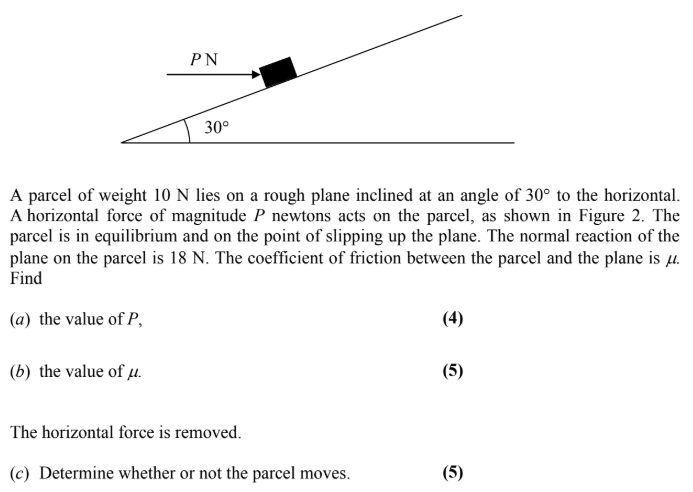 P N
30°
A parcel of weight 10 N lies on a rough plane inclined at an angle of 30° to the horizontal.
A horizontal force of magnitude P newtons acts on the parcel, as shown in Figure 2. The
parcel is in equilibrium and on the point of slipping up the plane. The normal reaction of the
plane on the parcel is 18 N. The coefficient of friction between the parcel and the plane is μ.
Find
(a) the value of P, (4)
(b) the value of μ. (5)
The horizontal force is removed.
(c) Determine whether or not the parcel moves. (5)